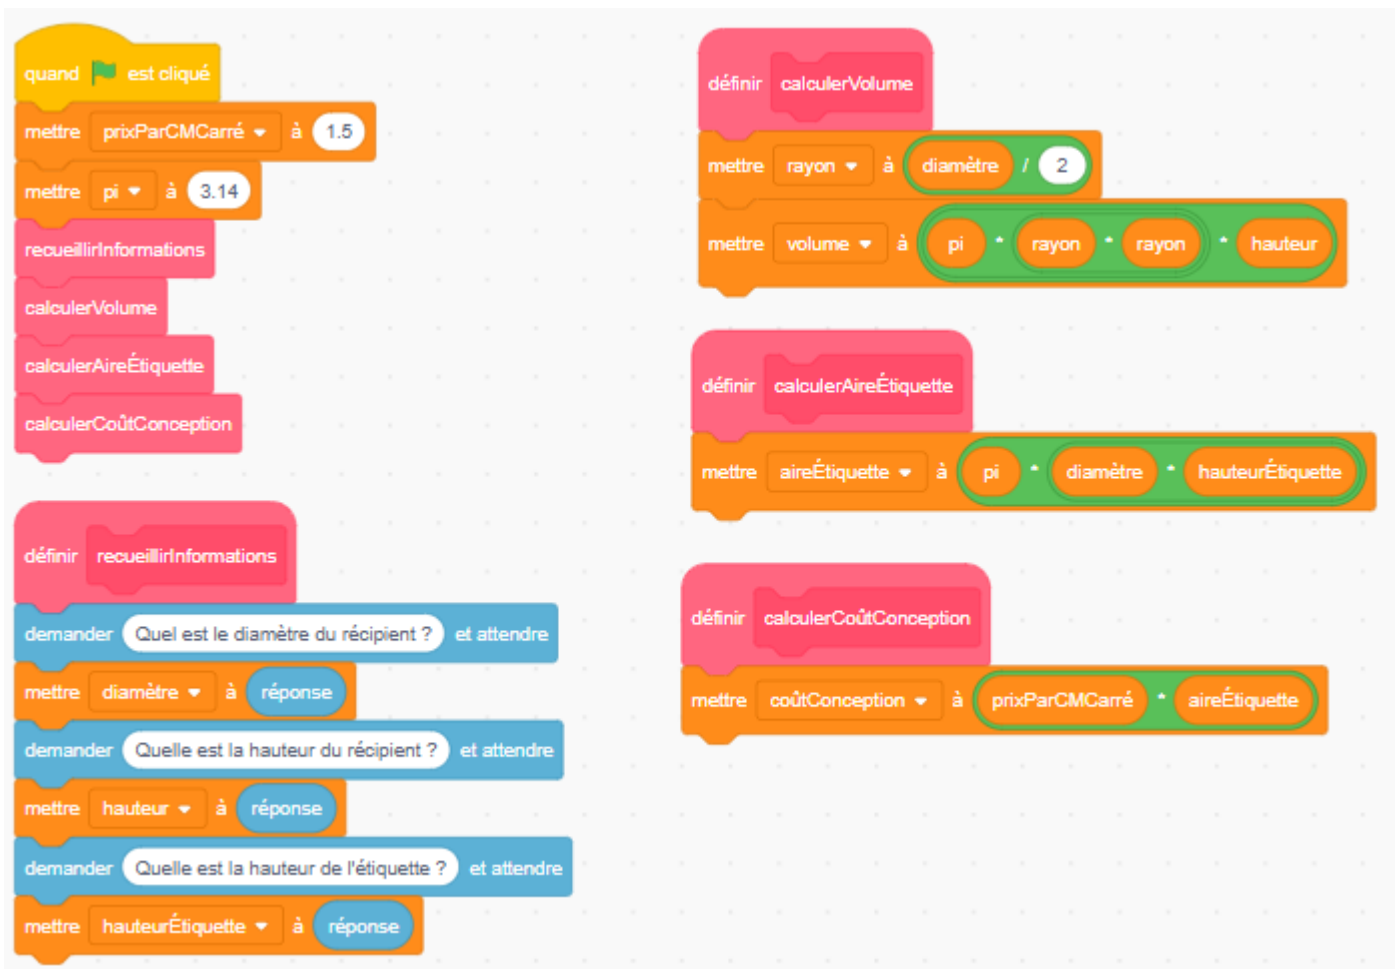 quand est cliqué
mettre prixParCMCarré à 1.5
mettre pi à 3.14
recueillirInformations
calculerVolume
calculerAireÉtiquette
calculerCoûtConception
définir recueillirInformations
demander Quel est le diamètre du récipient ? et attendre
mettre diamètre à réponse
demander Quelle est la hauteur du récipient ? et attendre
mettre hauteur à réponse
demander Quelle est la hauteur de l'étiquette ? et attendre
mettre hauteurÉtiquette à réponse
définir calculerVolume
mettre rayon à diamètre / 2
mettre volume à pi * rayon * rayon * hauteur
définir calculerAireÉtiquette
mettre aireÉtiquette à pi * diamètre * hauteurÉtiquette
définir calculerCoûtConception
mettre coûtConception à prixParCMCarré * aireÉtiquette